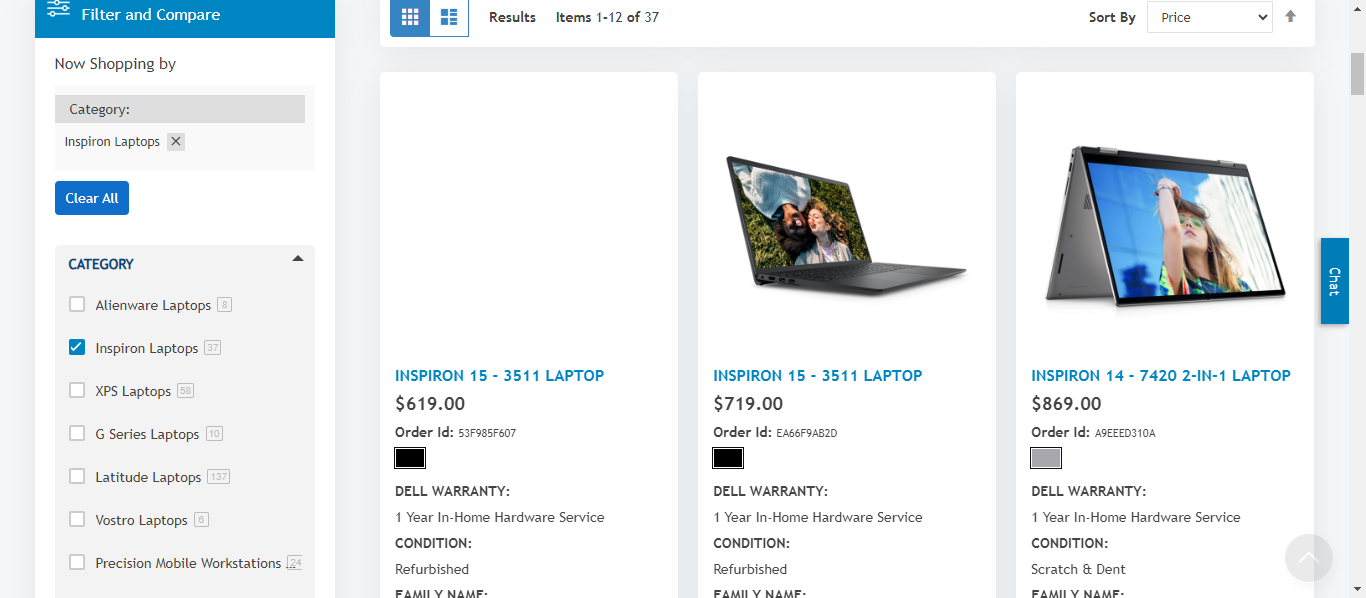 Filter and Compare
Now Shopping by
Category:
Inspiron Laptops
Clear All
CATEGORY
Alienware Laptops 8
Inspiron Laptops 37
XPS Laptops 58
G Series Laptops 10
Latitude Laptops 137
Vostro Laptops 6
Precision Mobile Workstations ... 24
Results Items 1-12 of 37
Sort By Price
INSPIRON 15 - 3511 LAPTOP
$619.00
Order Id: 53F985F607
DELL WARRANTY:
1 Year In-Home Hardware Service
CONDITION:
Refurbished
FAMILY NAME:
INSPIRON 15 - 3511 LAPTOP
$719.00
Order Id: EA66F9AB2D
DELL WARRANTY:
1 Year In-Home Hardware Service
CONDITION:
Refurbished
FAMILY NAME:
INSPIRON 14 - 7420 2-IN-1 LAPTOP
$869.00
Order Id: A9EEED310A
DELL WARRANTY:
1 Year In-Home Hardware Service
CONDITION:
Scratch & Dent
FAMILY NAME:
Chat